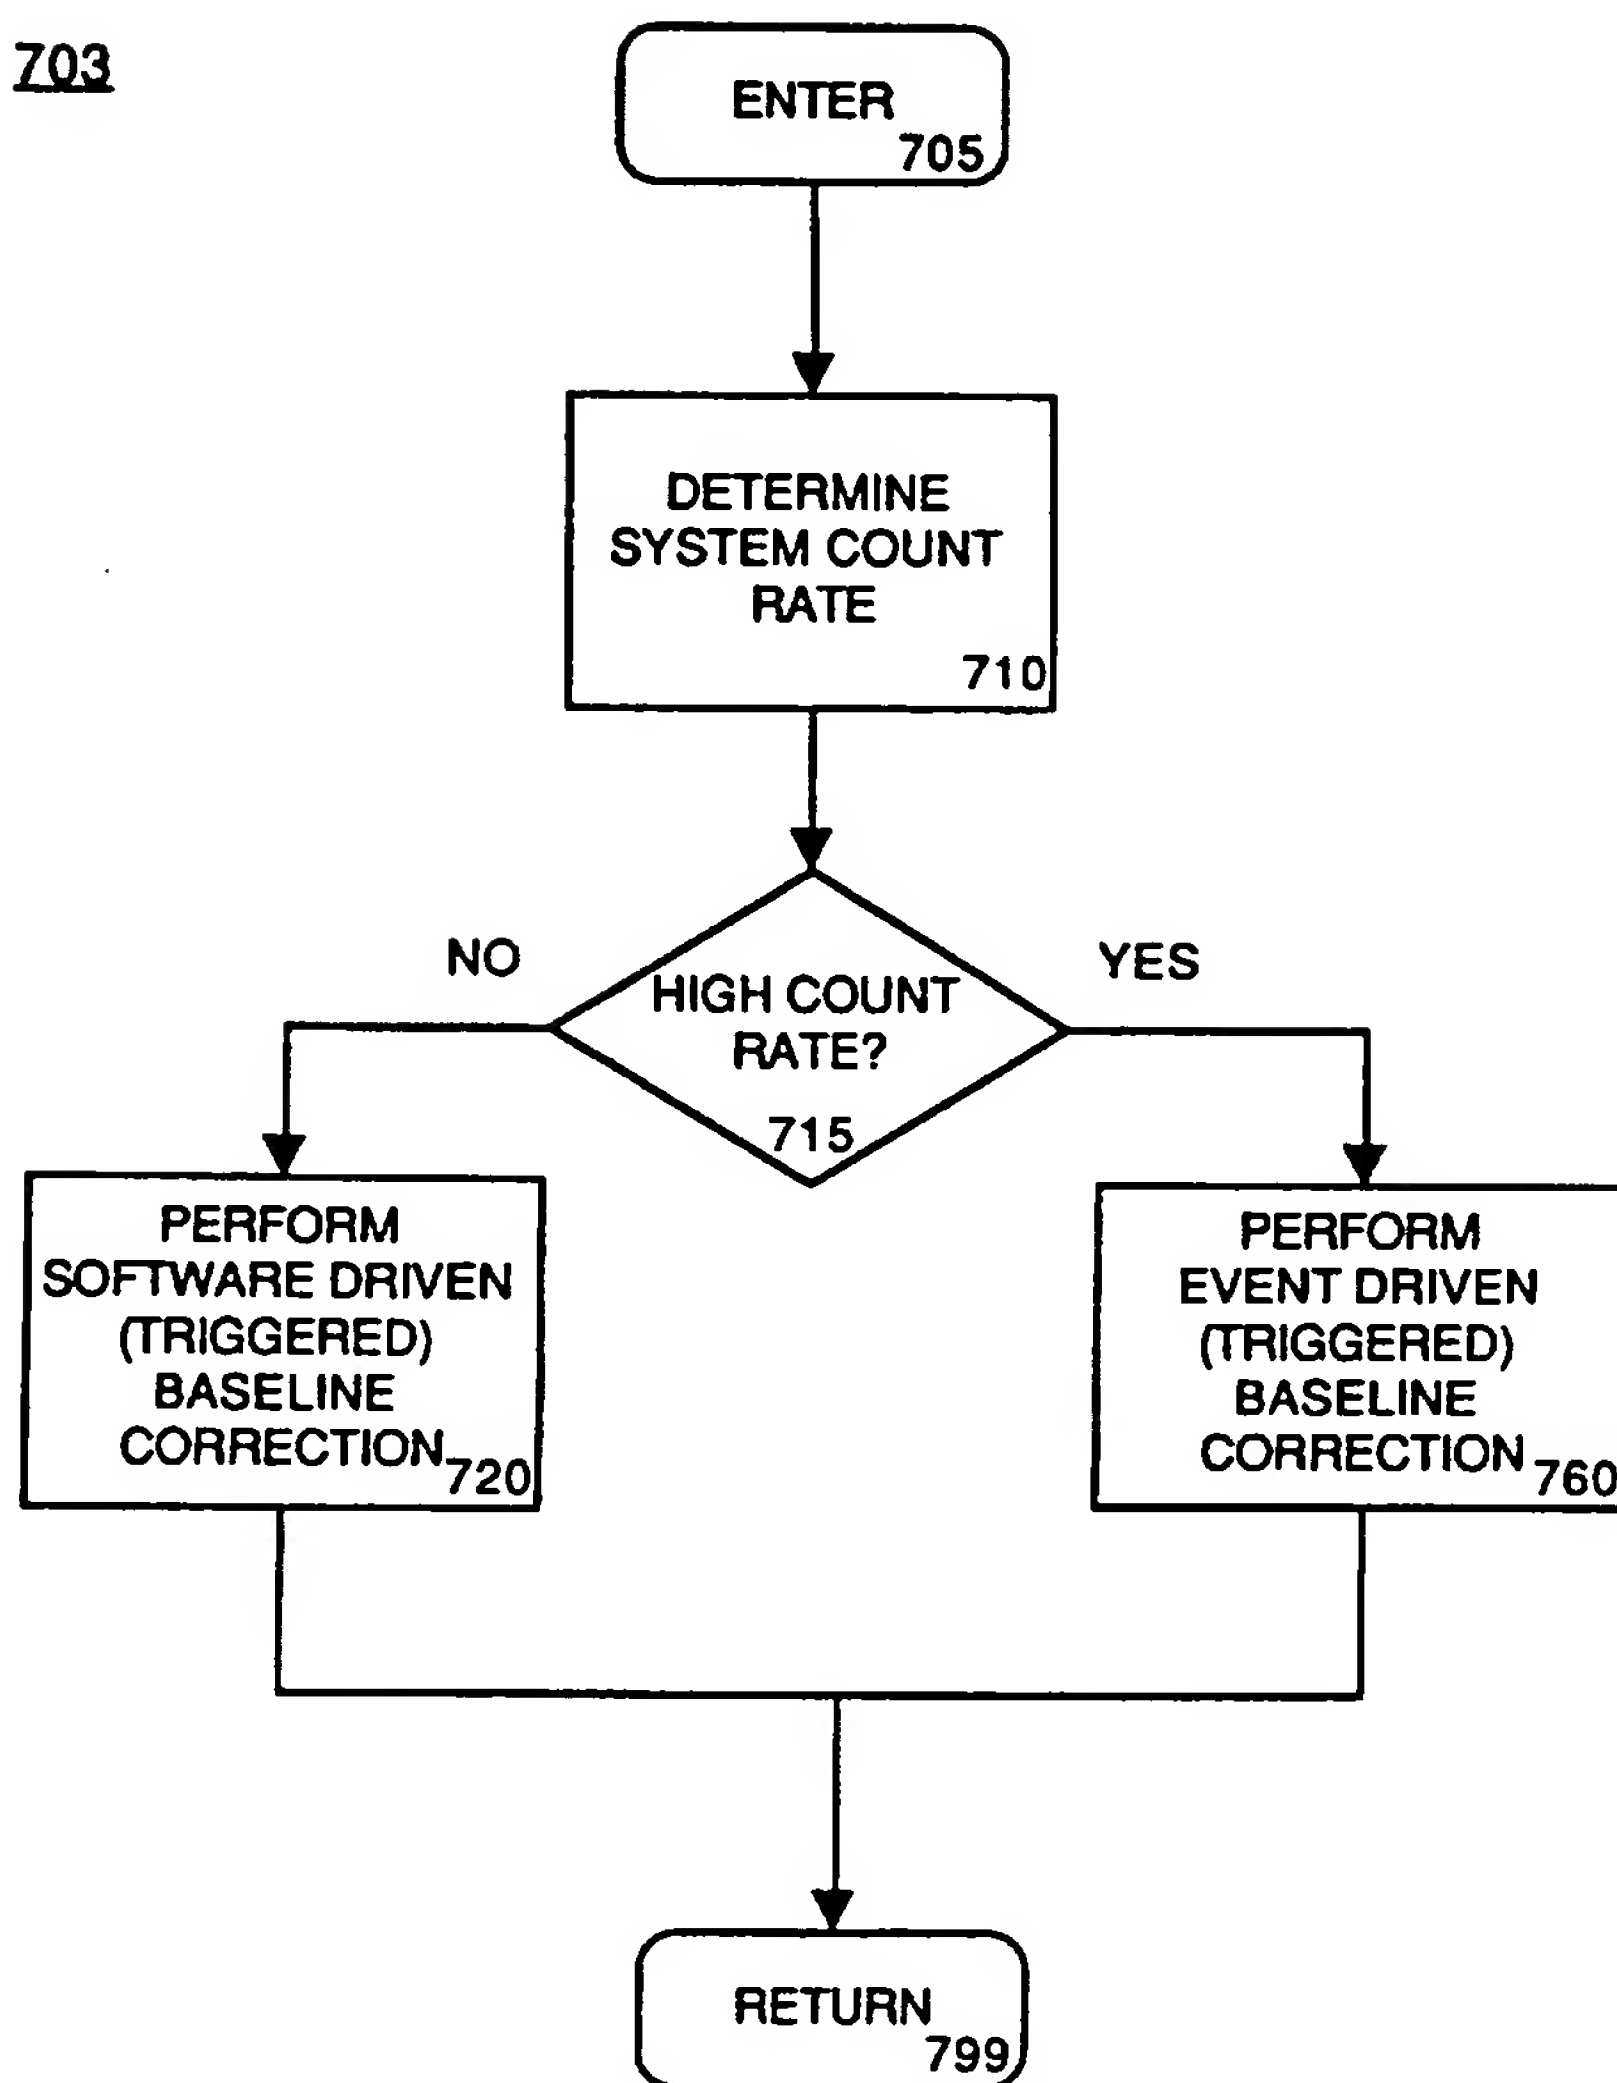 703
ENTER
705
DETERMINE
SYSTEM COUNT
RATE
710
NO
YES
HIGH COUNT
RATE?
715
PERFORM
SOFTWARE DRIVEN
(TRIGGERED)
BASELINE
CORRECTION
720
PERFORM
EVENT DRIVEN
(TRIGGERED)
BASELINE
CORRECTION
760
RETURN
799